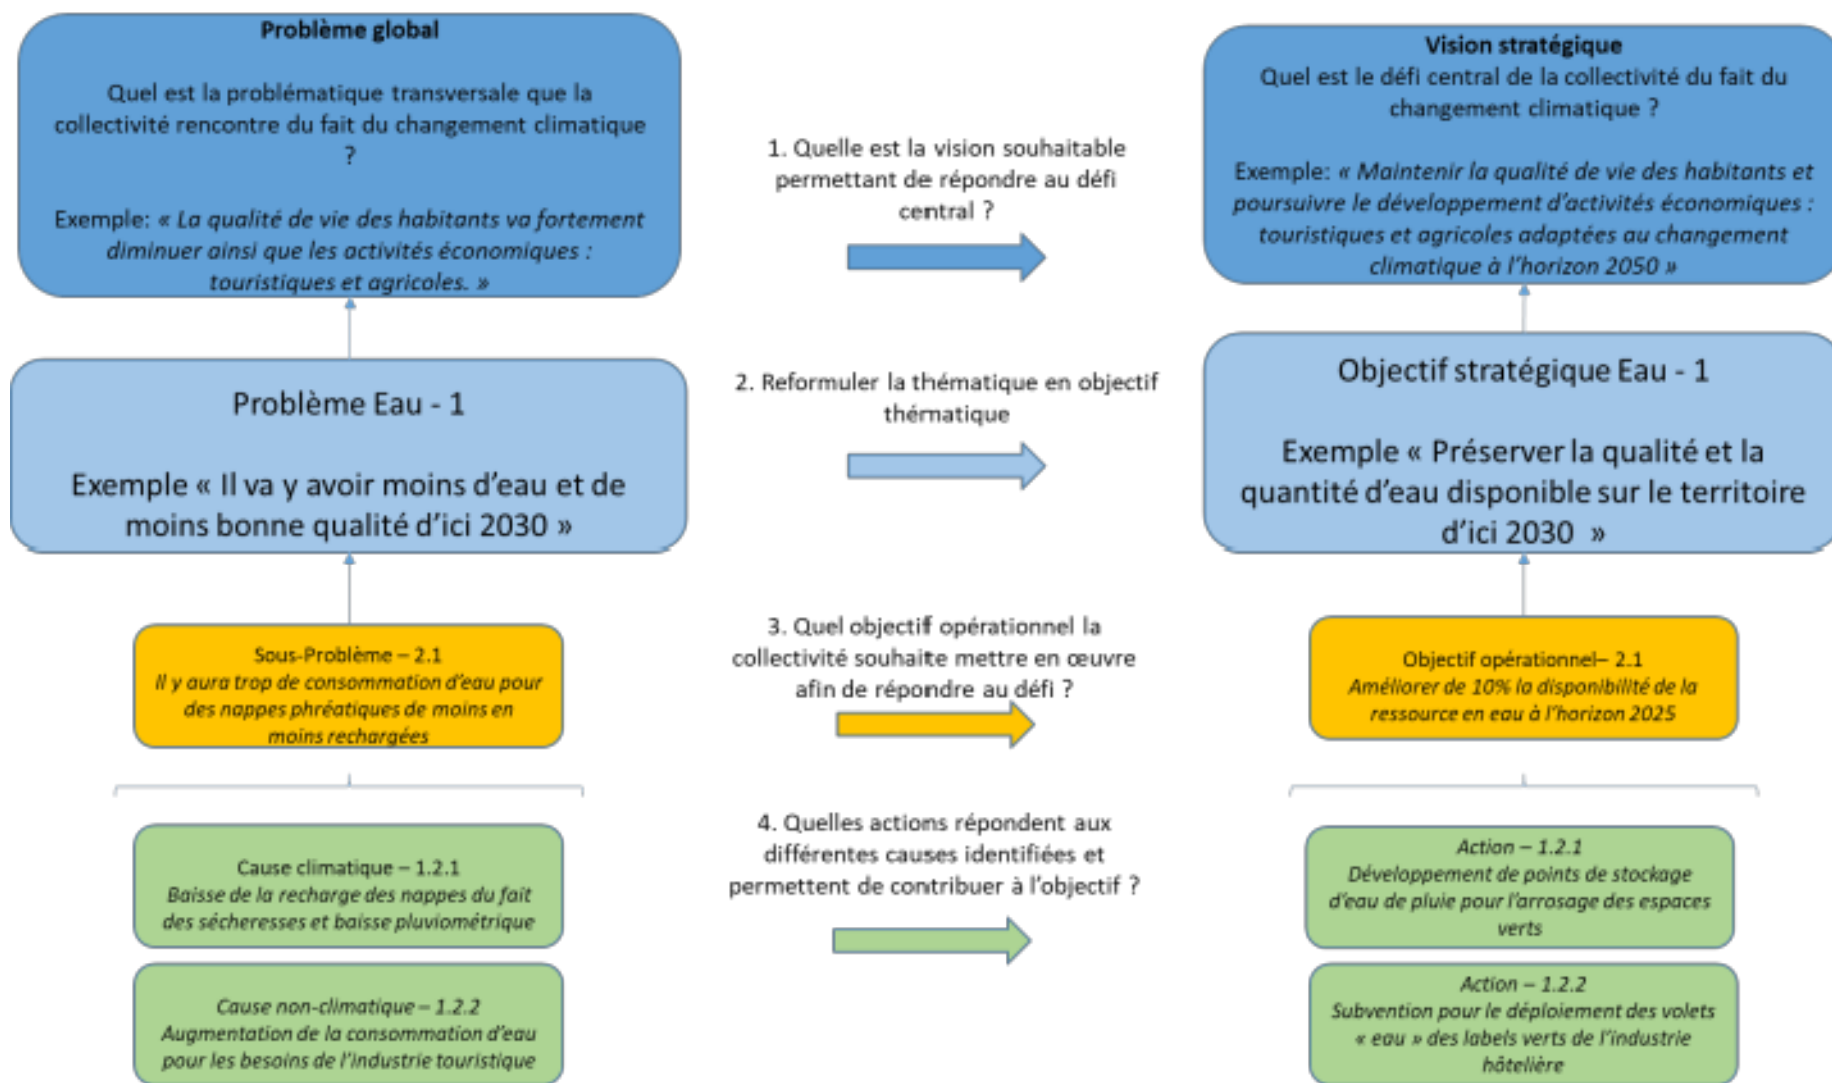 Problème global
Quel est la problématique transversale que la
collectivité rencontre du fait du changement climatique
?
Exemple: « La qualité de vie des habitants va fortement
diminuer ainsi que les activités économiques :
touristiques et agricoles. »
1. Quelle est la vision souhaitable
permettant de répondre au défi
central ?
Vision stratégique
Quel est le défi central de la collectivité du fait du
changement climatique ?
Exemple: « Maintenir la qualité de vie des habitants et
poursuivre le développement d'activités économiques :
touristiques et agricoles adaptées au changement
climatique à l'horizon 2050 »
Problème Eau - 1
Exemple « Il va y avoir moins d'eau et de
moins bonne qualité d'ici 2030 »
2. Reformuler la thématique en objectif
thématique
Objectif stratégique Eau - 1
Exemple « Préserver la qualité et la
quantité d'eau disponible sur le territoire
d'ici 2030 »
Sous-Problème – 2.1
Il y aura trop de consommation d'eau pour
des nappes phréatiques de moins en
moins rechargées
3. Quel objectif opérationnel la
collectivité souhaite mettre en œuvre
afin de répondre au défi ?
Objectif opérationnel– 2.1
Améliorer de 10% la disponibilité de la
ressource en eau à l'horizon 2025
Cause climatique – 1.2.1
Baisse de la recharge des nappes du fait
des sécheresses et baisse pluviométrique
Cause non-climatique – 1.2.2
Augmentation de la consommation d'eau
pour les besoins de l'industrie touristique
4. Quelles actions répondent aux
différentes causes identifiées et
permettent de contribuer à l'objectif ?
Action – 1.2.1
Développement de points de stockage
d'eau de pluie pour l'arrosage des espaces
verts
Action – 1.2.2
Subvention pour le déploiement des volets
« eau » des labels verts de l'industrie
hôtelière